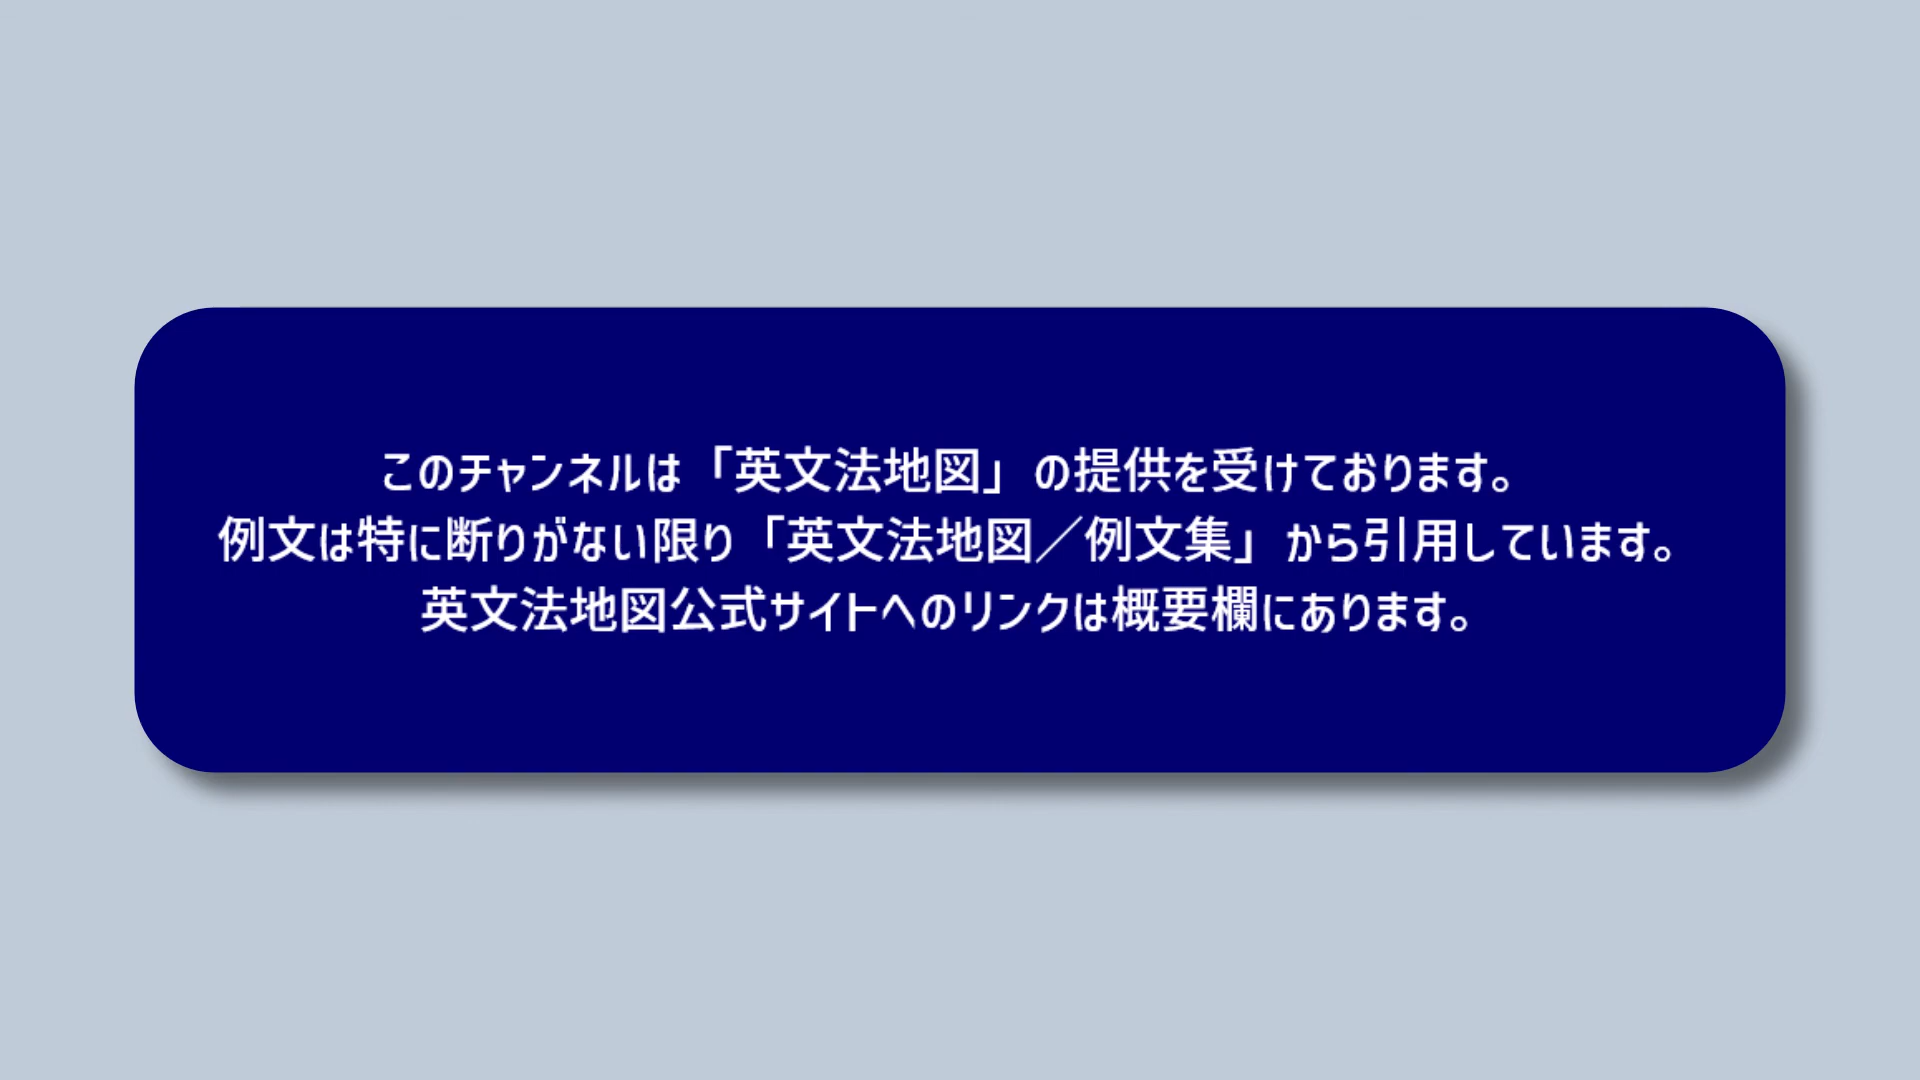 このチャンネルは「英文法地図」の提供を受けております。
例文は特に断りがない限り「英文法地図／例文集」から引用しています。
英文法地図公式サイトへのリンクは概要欄にあります。